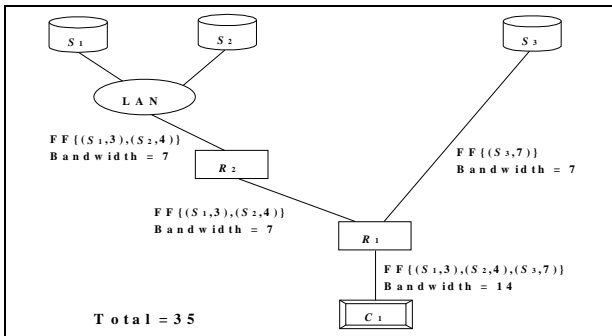 S1
S2
S3
LAN
FF{(S1,3),(S2,4)}
Bandwidth = 7
R2
FF{(S3,7)}
Bandwidth = 7
FF{(S1,3),(S2,4)}
Bandwidth = 7
R1
FF{(S1,3),(S2,4),(S3,7)}
Bandwidth = 14
C1
Total = 35